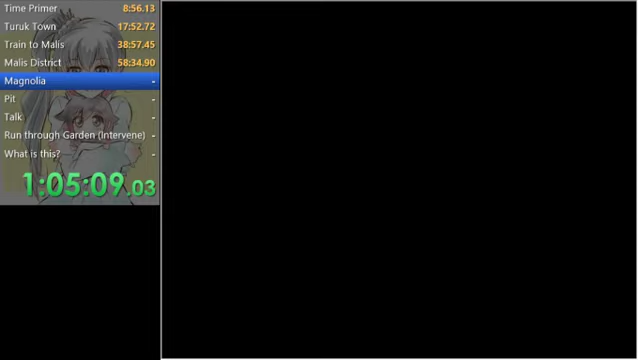 Time Primer 8:56.13
Turuk Town 17:52.72
Train to Malis 38:57.45
Malis District 58:34.90
Magnolia -
Pit -
Talk -
Run through Garden (Intervene) -
What is this? -
1:05:09.03